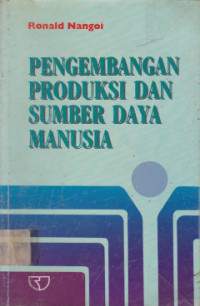 Ronald Nangoi
PENGEMBANGAN
PRODUKSI DAN
SUMBER DAYA
MANUSIA